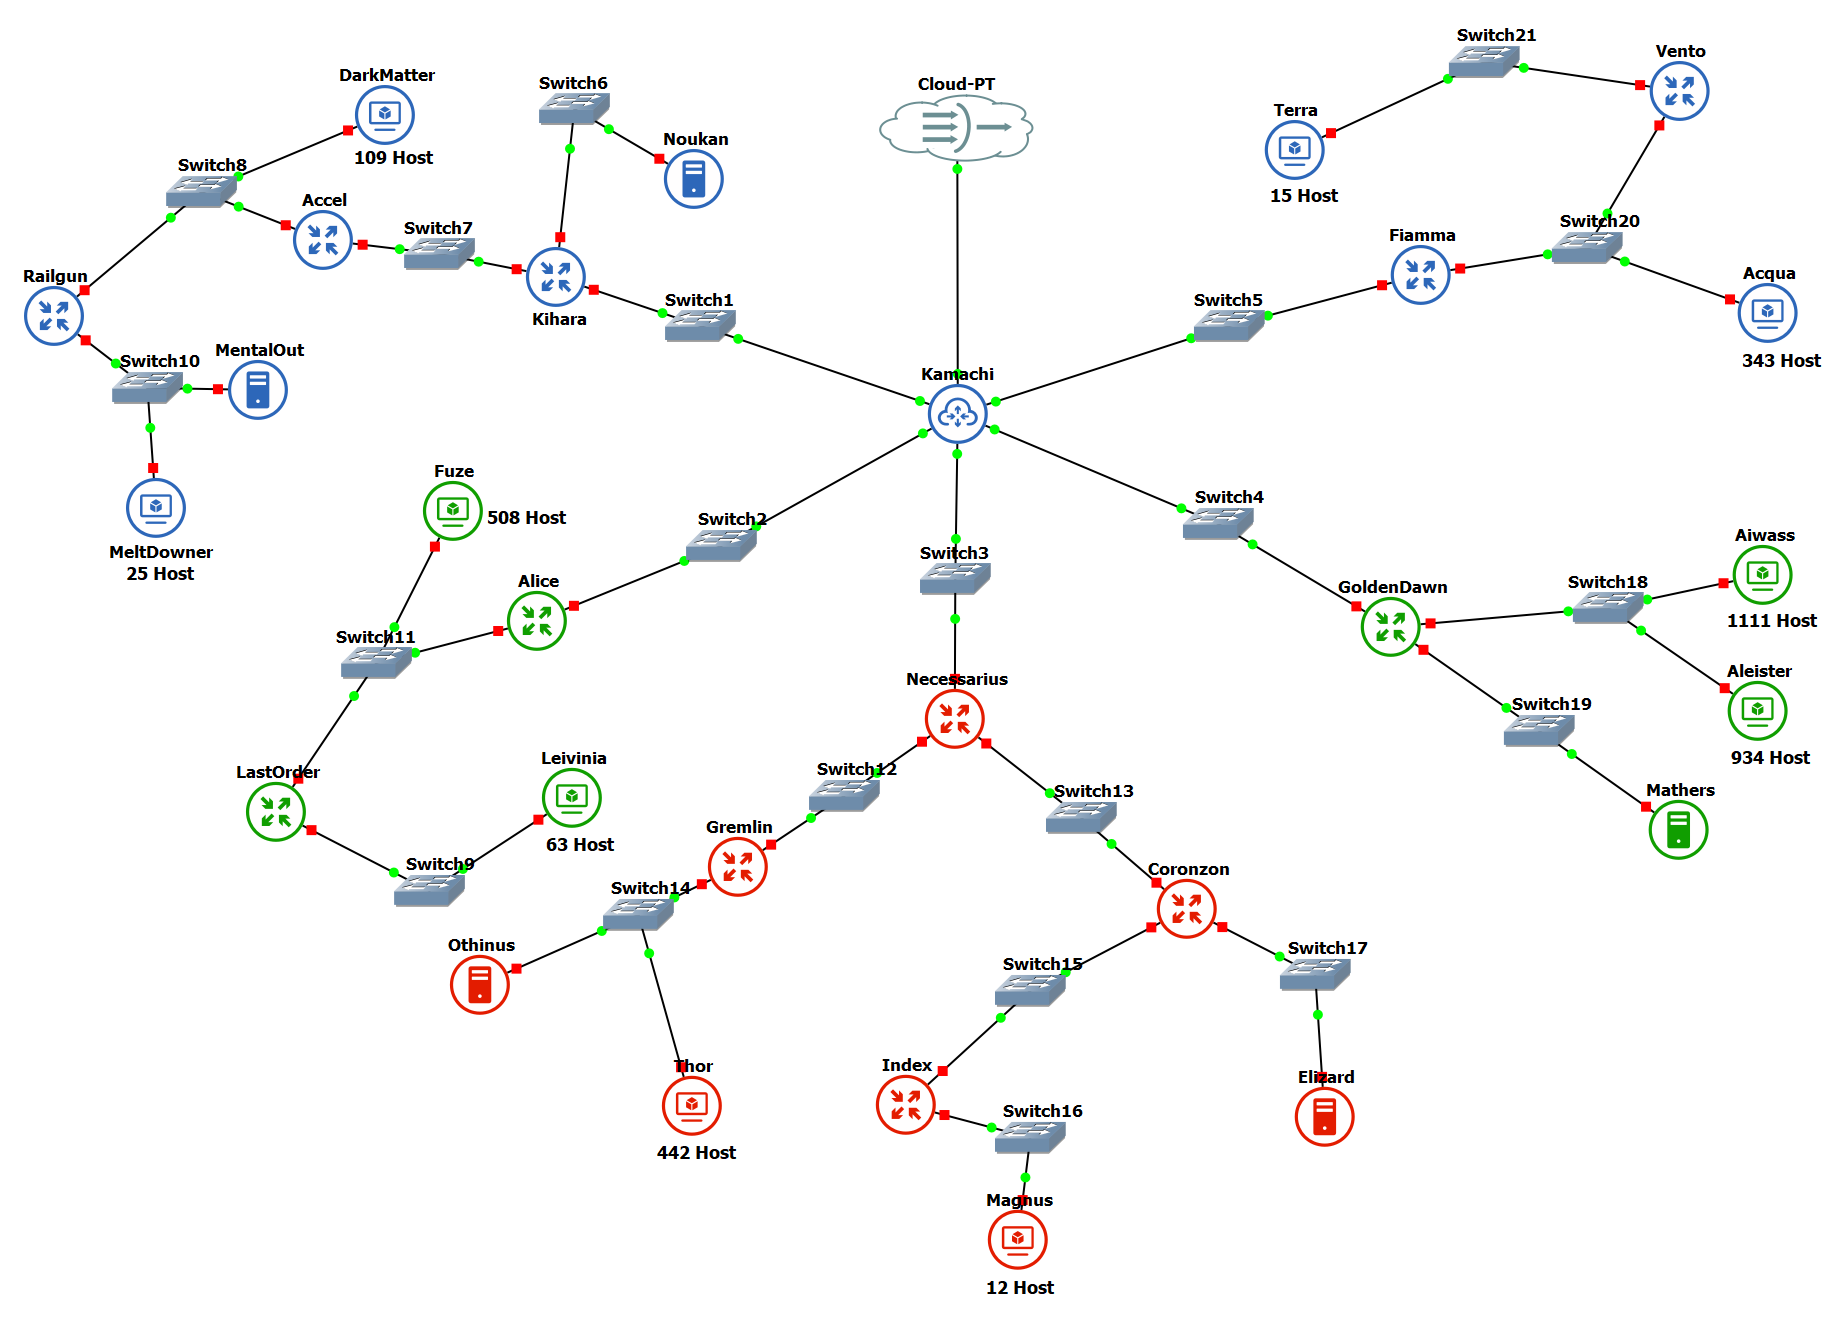 Switch21
Vento
DarkMatter
Switch6
Cloud-PT
Terra
Noukan
109 Host
Switch8
15 Host
Accel
Switch7
Switch20
Fiamma
Railgun
Acqua
Switch1
Switch5
Kihara
MentalOut
Switch10
343 Host
Kamachi
Fuze
508 Host
Switch4
Switch2
Aiwass
MeltDowner
25 Host
Switch3
Alice
Switch18
GoldenDawn
1111 Host
Switch11
Necessarius
Aleister
Switch19
Leivinia
934 Host
LastOrder
Switch12
Switch13
Mathers
Gremlin
63 Host
Switch9
Coronzon
Switch14
Othinus
Switch17
Switch15
Thor
Index
Elizard
Switch16
442 Host
Magnus
12 Host